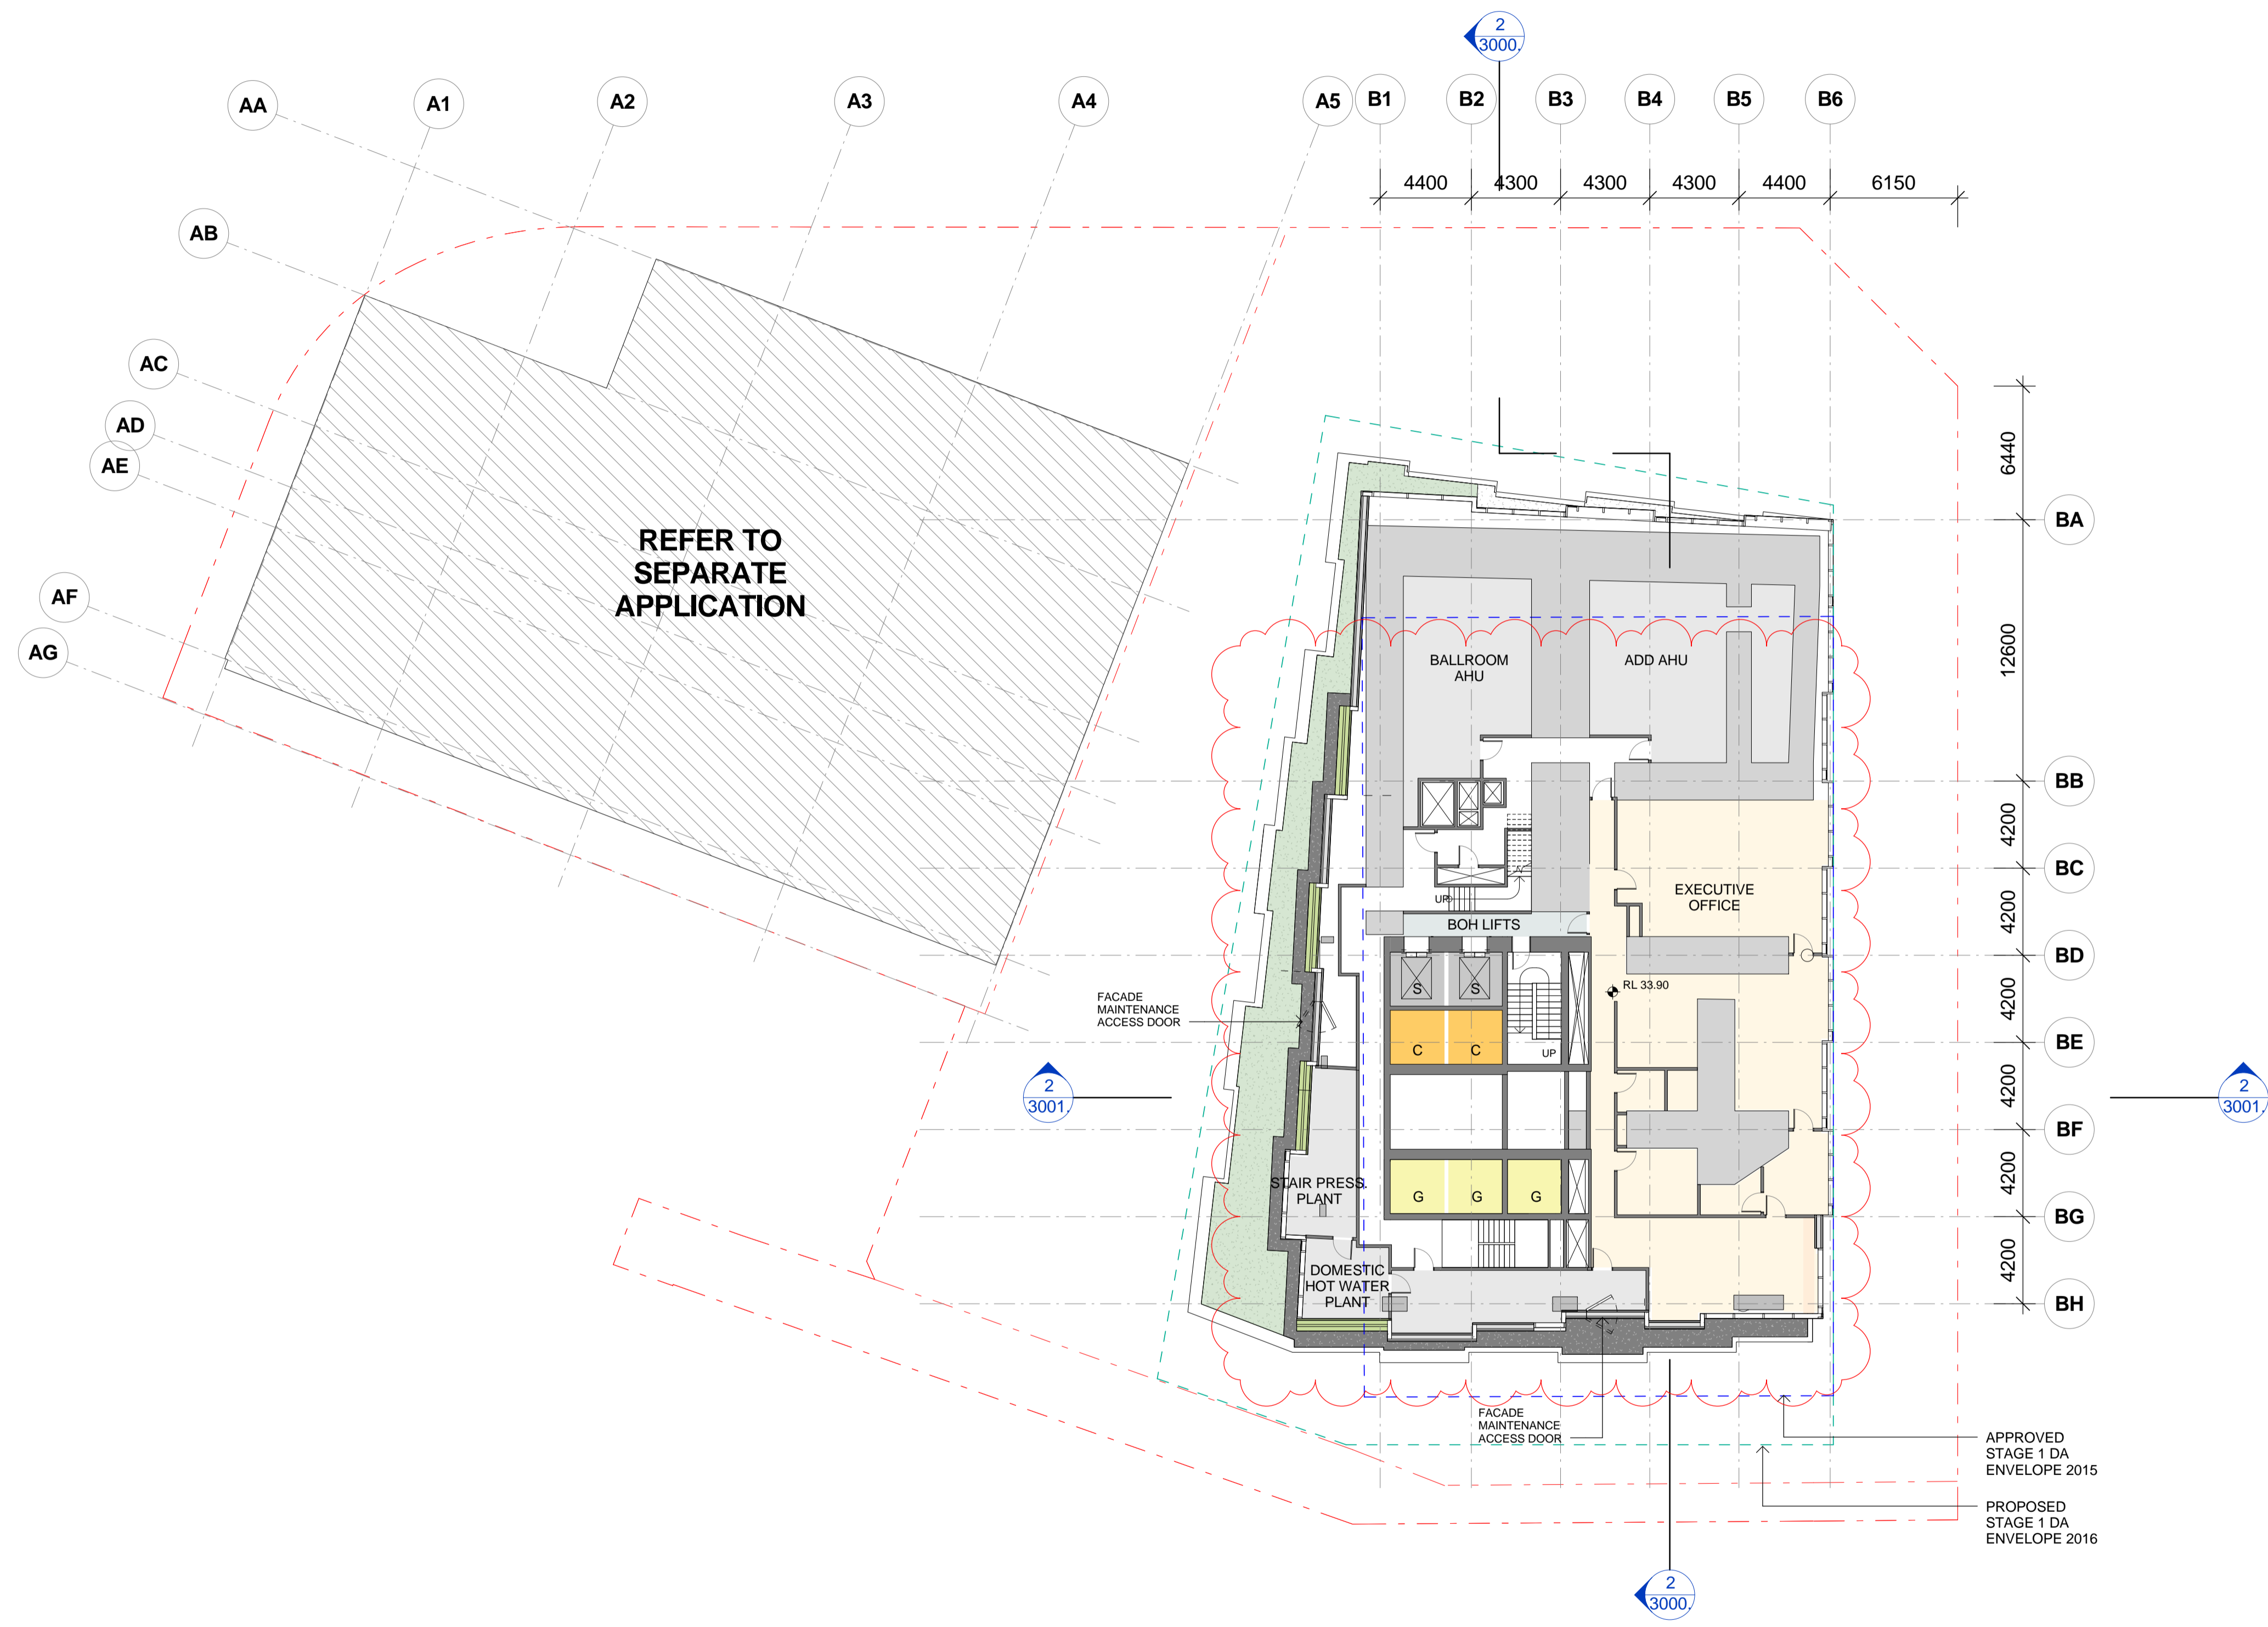 2
3000.
AA
A1
A2
A3
A4
A5
B1
B2
B3
B4
B5
B6
4400
4300
4300
4300
4400
6150
AB
AC
AD
AE
AF
AG
REFER TO
SEPARATE
APPLICATION
6440
BA
12600
BALLROOM
AHU
ADD AHU
BB
4200
BC
EXECUTIVE
OFFICE
UP
BOH LIFTS
4200
BD
S
S
RL 33.90
FACADE
MAINTENANCE
ACCESS DOOR
4200
C
C
UP
BE
2
3001.
4200
2
3001.
BF
STAIR PRESS.
PLANT
G
G
G
4200
BG
DOMESTIC
HOT WATER
PLANT
4200
BH
FACADE
MAINTENANCE
ACCESS DOOR
APPROVED
STAGE 1 DA
ENVELOPE 2015
PROPOSED
STAGE 1 DA
ENVELOPE 2016
2
3000.